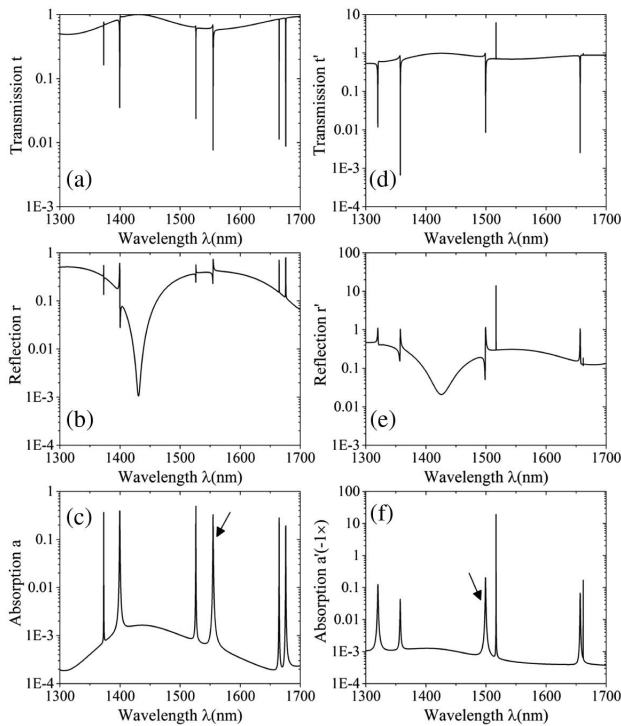 1
0.1
0.01
1E-3
Transmission t
(a)
1300 1400 1500 1600 1700
Wavelength λ(nm)
10
1
0.1
0.01
1E-3
1E-4
Transmission t'
(d)
1300 1400 1500 1600 1700
Wavelength λ(nm)
1
0.1
0.01
1E-3
1E-4
Reflection r
(b)
1300 1400 1500 1600 1700
Wavelength λ(nm)
100
10
1
0.1
0.01
1E-3
Reflection r'
(e)
1300 1400 1500 1600 1700
Wavelength λ(nm)
1
0.1
0.01
1E-3
1E-4
Absorption a
(c)
1300 1400 1500 1600 1700
Wavelength λ(nm)
100
10
1
0.1
0.01
1E-3
1E-4
Absorption a'(-1×)
(f)
1300 1400 1500 1600 1700
Wavelength λ(nm)